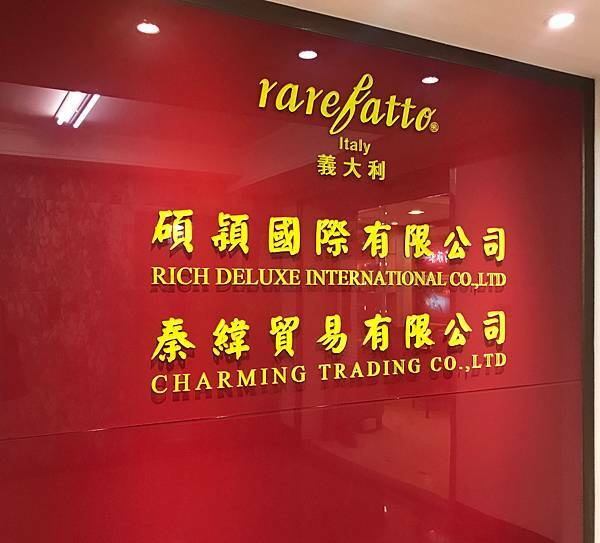 rarefatto®
Italy
義大利
碩穎國際有限公司
RICH DELUXE INTERNATIONAL CO.,LTD
秦緯貿易有限公司
CHARMING TRADING CO.,LTD